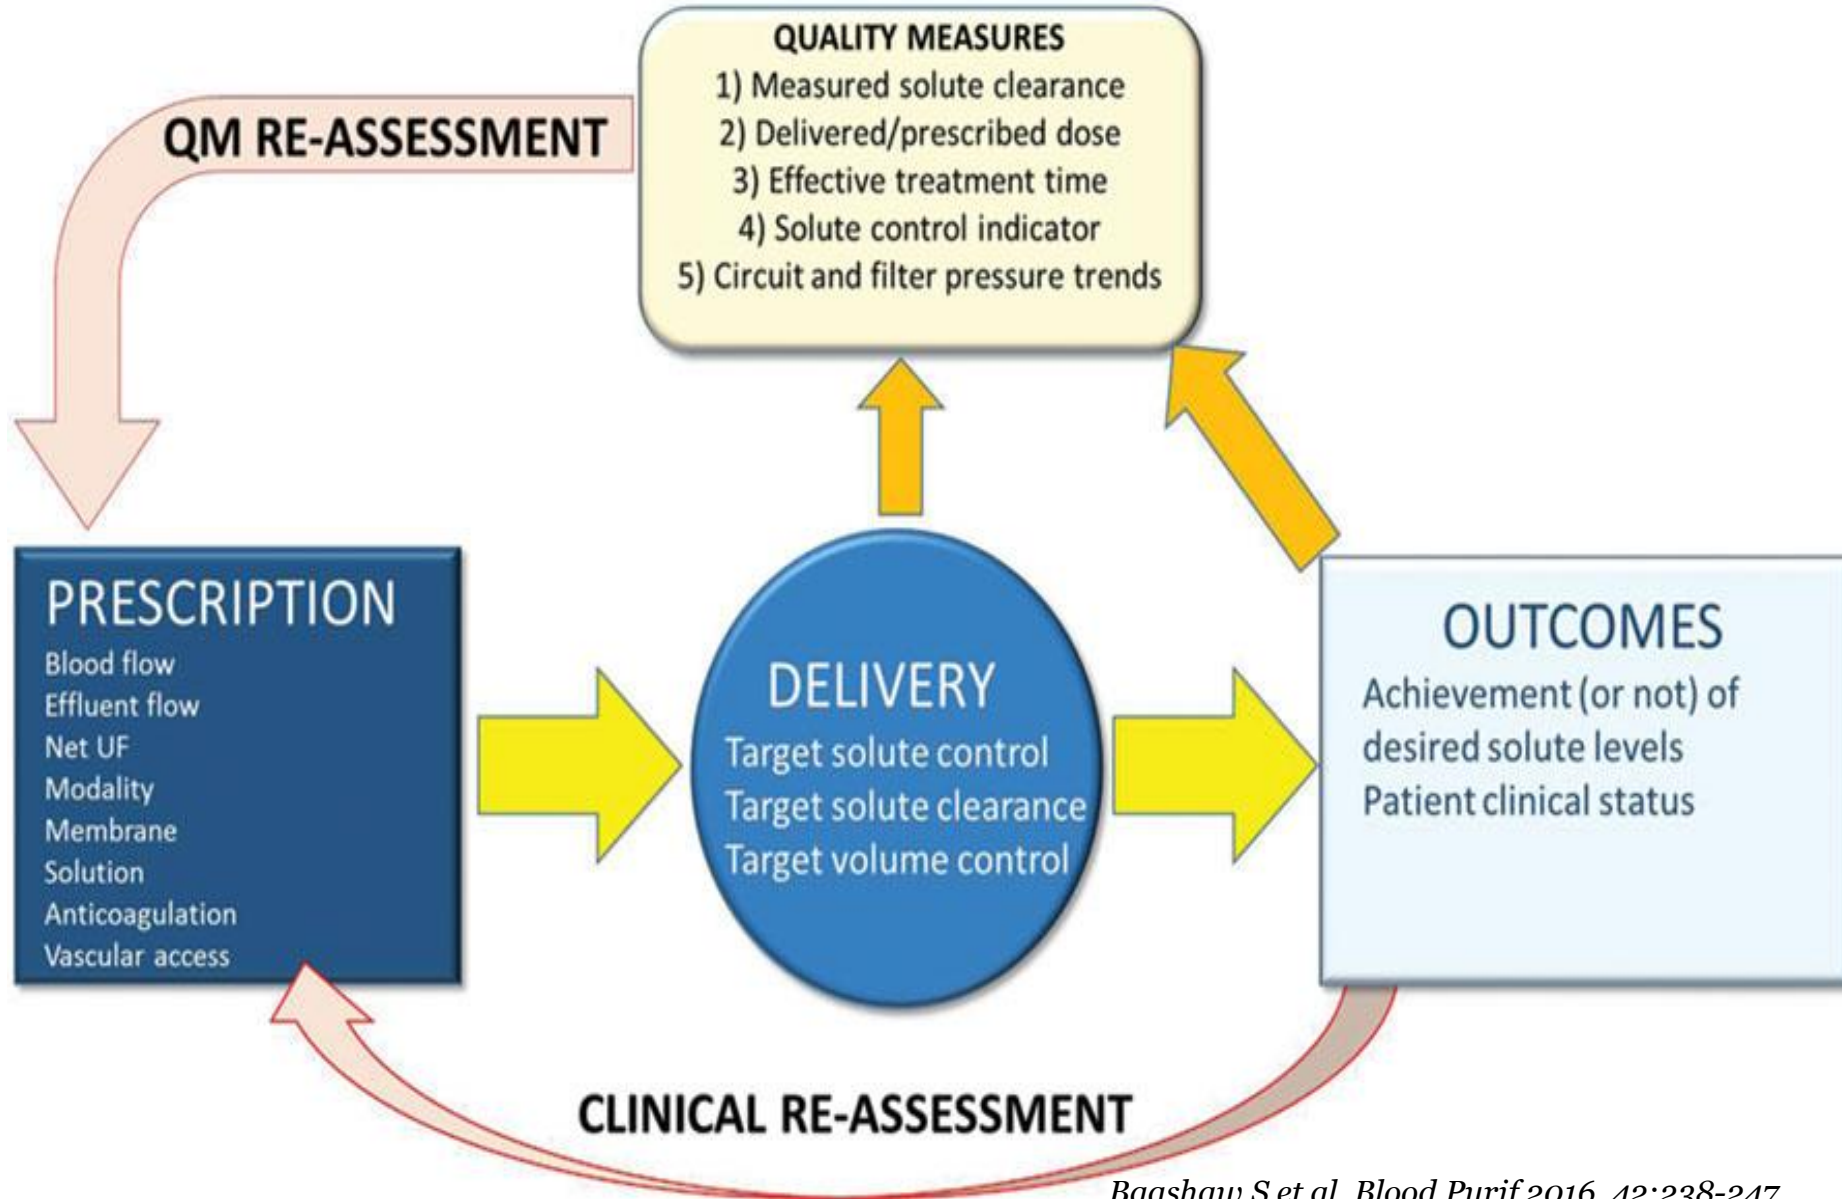 QUALITY MEASURES
1) Measured solute clearance
2) Delivered/prescribed dose
3) Effective treatment time
4) Solute control indicator
5) Circuit and filter pressure trends
QM RE-ASSESSMENT
PRESCRIPTION
Blood flow
Effluent flow
Net UF
Modality
Membrane
Solution
Anticoagulation
Vascular access
DELIVERY
Target solute control
Target solute clearance
Target volume control
OUTCOMES
Achievement (or not) of
desired solute levels
Patient clinical status
CLINICAL RE-ASSESSMENT
Bagshaw S et al. Blood Purif 2016, 42:238-247